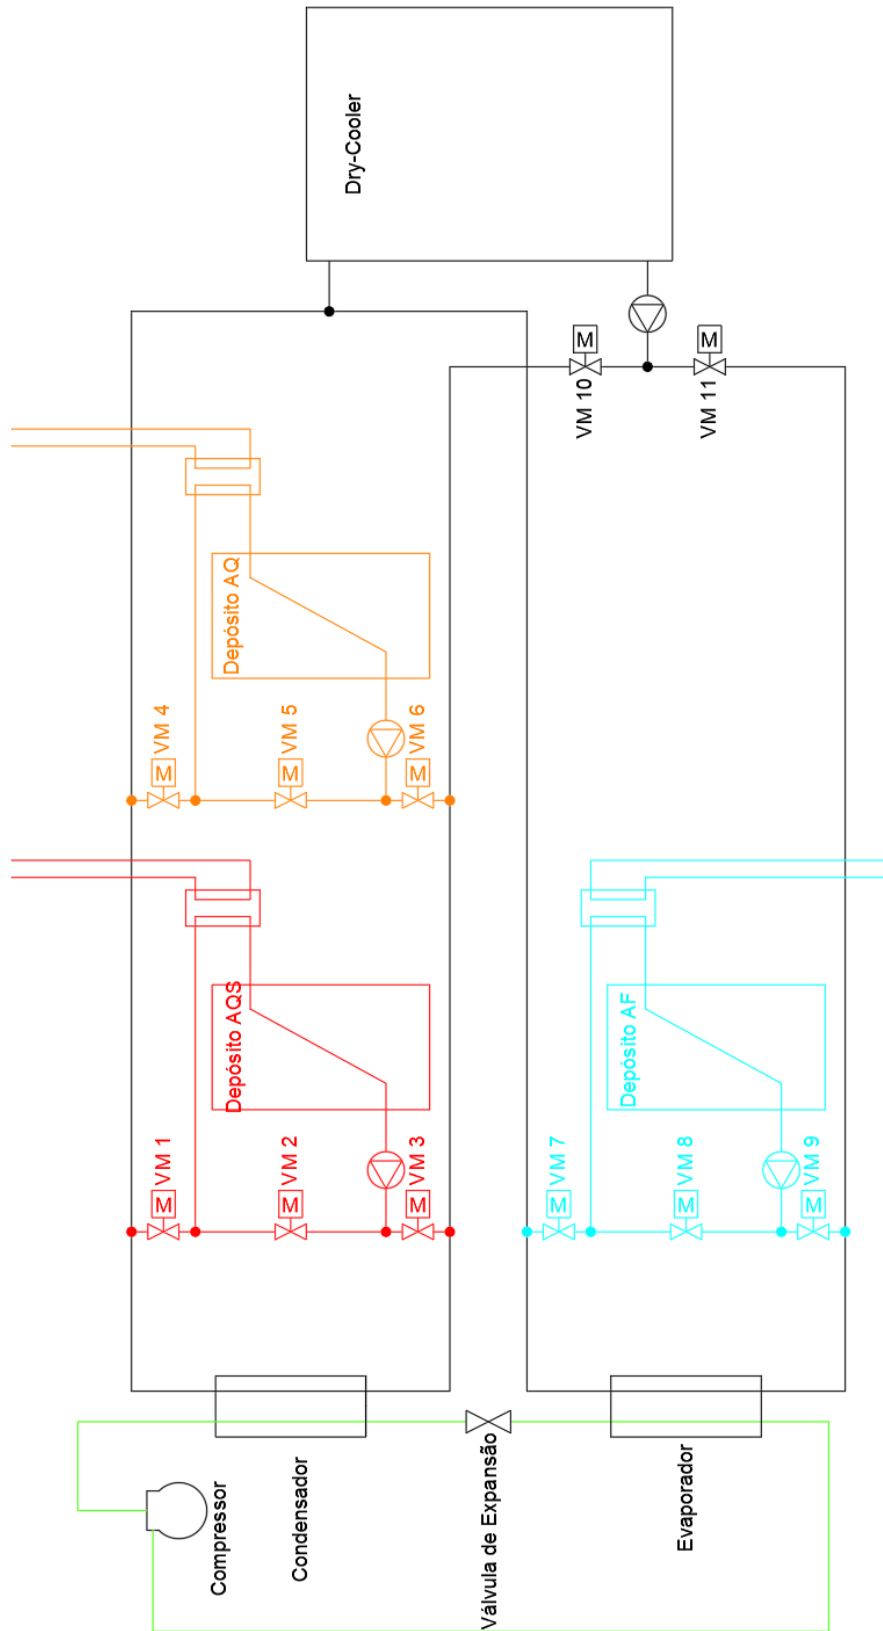 Dry-Cooler
M
VM 10
M
VM 11
Depósito AQ
M
VM 4
M
VM 5
M
VM 6
Depósito AQS
M
VM 1
M
VM 2
M
VM 3
Depósito AF
M
VM 7
M
VM 8
M
VM 9
Compressor
Condensador
Válvula de Expansão
Evaporador